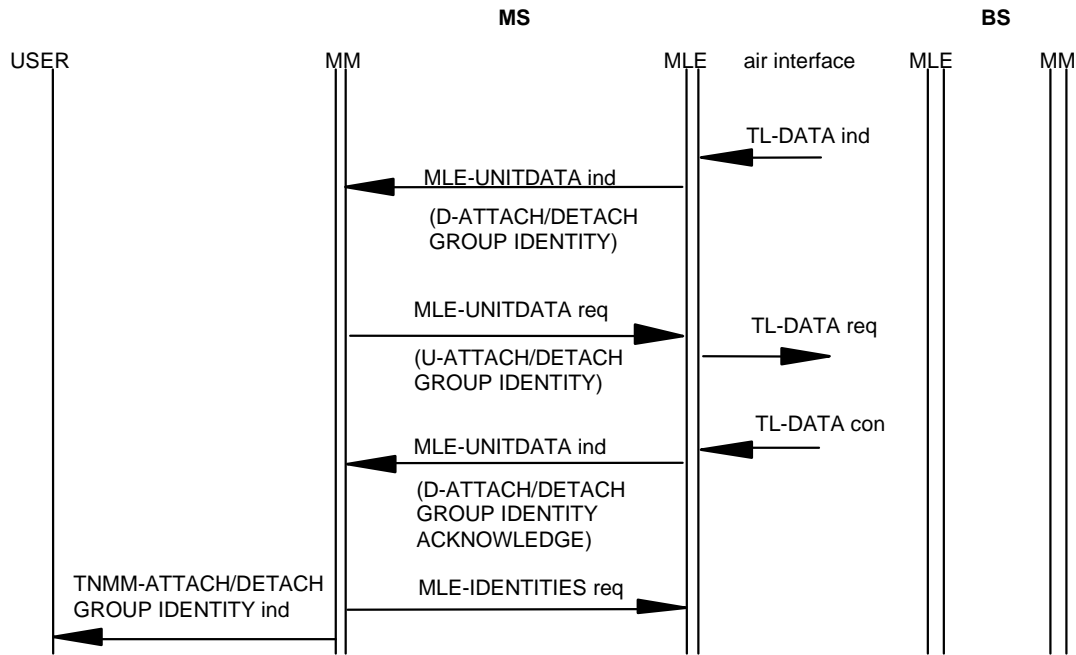 MS BS
USER MM MLE air interface MLE MM
TL-DATA ind
MLE-UNITDATA ind
(D-ATTACH/DETACH
GROUP IDENTITY)
MLE-UNITDATA req
TL-DATA req
(U-ATTACH/DETACH
GROUP IDENTITY)
TL-DATA con
MLE-UNITDATA ind
(D-ATTACH/DETACH
GROUP IDENTITY
ACKNOWLEDGE)
TNMM-ATTACH/DETACH
GROUP IDENTITY ind
MLE-IDENTITIES req